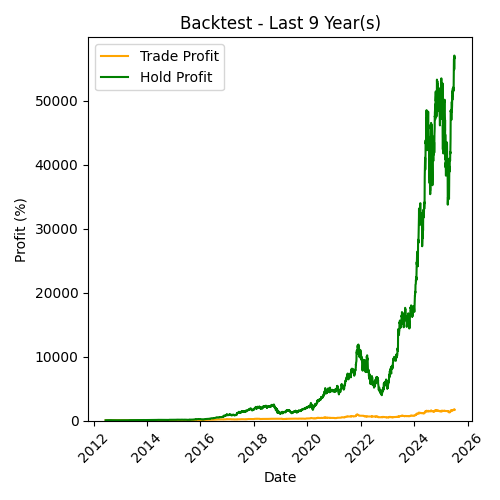 Backtest - Last 9 Year(s)
Trade Profit
Hold Profit
Profit (%)
50000
40000
30000
20000
10000
0
2012
2014
2016
2018
2020
2022
2024
2026
Date